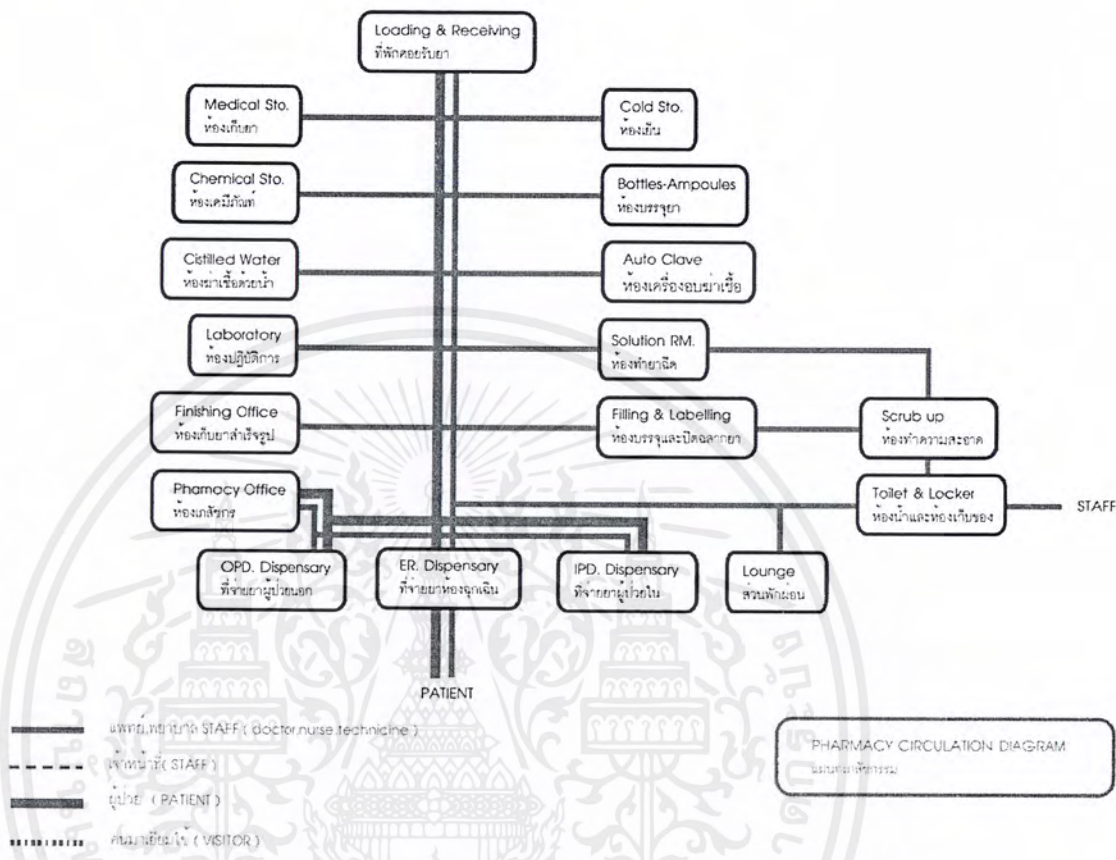 Loading & Receiving
ที่พักคอยรับยา
Medical Sto.
ห้องเก็บยา
Cold Sto.
ห้องเย็น
Chemical Sto.
ห้องเคมีภัณฑ์
Bottles-Ampoules
ห้องบรรจุยา
Cistilled Water
ห้องฆ่าเชื้อด้วยน้ำ
Auto Clave
ห้องเครื่องอบฆ่าเชื้อ
Laboratory
ห้องปฏิบัติการ
Solution RM.
ห้องทำยาฉีด
Finishing Office
ห้องเก็บยาสำเร็จรูป
Filling & Labelling
ห้องบรรจุและปิดฉลากยา
Scrub up
ห้องทำความสะอาด
Phamacy Office
ห้องเภสัชกร
Toilet & Locker
ห้องน้ำและห้องเก็บของ
STAFF
OPD. Dispensary
ที่จ่ายยาผู้ป่วยนอก
ER. Dispensary
ที่จ่ายยาห้องฉุกเฉิน
IPD. Dispensary
ที่จ่ายยาผู้ป่วยใน
Lounge
ส่วนพักผ่อน
PATIENT
แพทย์,พยาบาล STAFF ( doctor,nurse,technicine )
เจ้าหน้าที่( STAFF )
ผู้ป่วย ( PATIENT )
คนมาเยี่ยมไข้ ( VISITOR )
PHARMACY CIRCULATION DIAGRAM
แผนกเภสัชกรรม